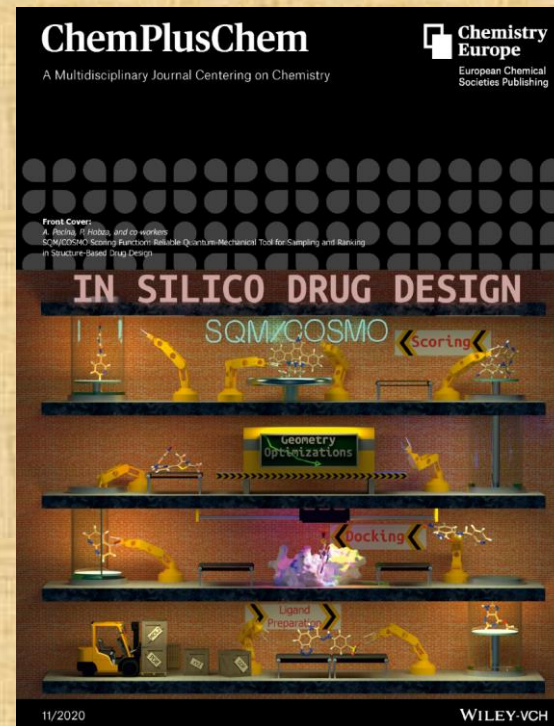 ChemPlusChem
A Multidisciplinary Journal Centering on Chemistry
Chemistry
Europe
European Chemical
Societies Publishing
Front Cover:
A. Pecina, P. Hobza, and co-workers
SQM/COSMO Scoring Function: Reliable Quantum-Mechanical Tool for Sampling and Ranking
in Structure-Based Drug Design
IN SILICO DRUG DESIGN
SQM/COSMO
Scoring
Geometry
Optimizations
Docking
Ligand
Preparation
11/2020
WILEY-VCH